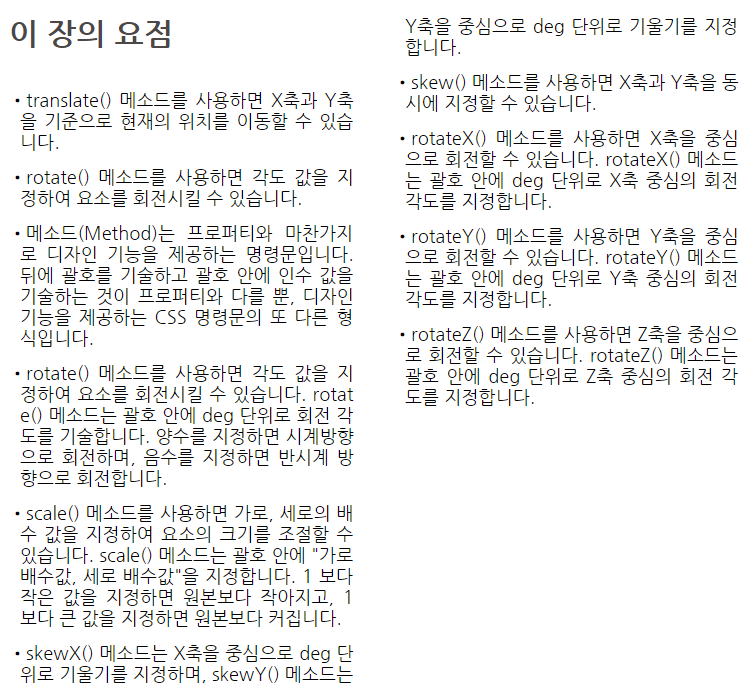 이 장의 요점
• translate() 메소드를 사용하면 X축과 Y축
을 기준으로 현재의 위치를 이동할 수 있습
니다.
• rotate() 메소드를 사용하면 각도 값을 지
정하여 요소를 회전시킬 수 있습니다.
• 메소드(Method)는 프로퍼티와 마찬가지
로 디자인 기능을 제공하는 명령문입니다.
뒤에 괄호를 기술하고 괄호 안에 인수 값을
기술하는 것이 프로퍼티와 다를 뿐, 디자인
기능을 제공하는 CSS 명령문의 또 다른 형
식입니다.
• rotate() 메소드를 사용하면 각도 값을 지
정하여 요소를 회전시킬 수 있습니다. rotat
e() 메소드는 괄호 안에 deg 단위로 회전 각
도를 기술합니다. 양수를 지정하면 시계방향
으로 회전하며, 음수를 지정하면 반시계 방
향으로 회전합니다.
• scale() 메소드를 사용하면 가로, 세로의 배
수 값을 지정하여 요소의 크기를 조절할 수
있습니다. scale() 메소드는 괄호 안에 "가로
배수값, 세로 배수값"을 지정합니다. 1 보다
작은 값을 지정하면 원본보다 작아지고, 1
보다 큰 값을 지정하면 원본보다 커집니다.
• skewX() 메소드는 X축을 중심으로 deg 단
위로 기울기를 지정하며, skewY() 메소드는
Y축을 중심으로 deg 단위로 기울기를 지정
합니다.
• skew() 메소드를 사용하면 X축과 Y축을 동
시에 지정할 수 있습니다.
• rotateX() 메소드를 사용하면 X축을 중심
으로 회전할 수 있습니다. rotateX() 메소드
는 괄호 안에 deg 단위로 X축 중심의 회전
각도를 지정합니다.
• rotateY() 메소드를 사용하면 Y축을 중심
으로 회전할 수 있습니다. rotateY() 메소드
는 괄호 안에 deg 단위로 Y축 중심의 회전
각도를 지정합니다.
• rotateZ() 메소드를 사용하면 Z축을 중심으
로 회전할 수 있습니다. rotateZ() 메소드는
괄호 안에 deg 단위로 Z축 중심의 회전 각
도를 지정합니다.